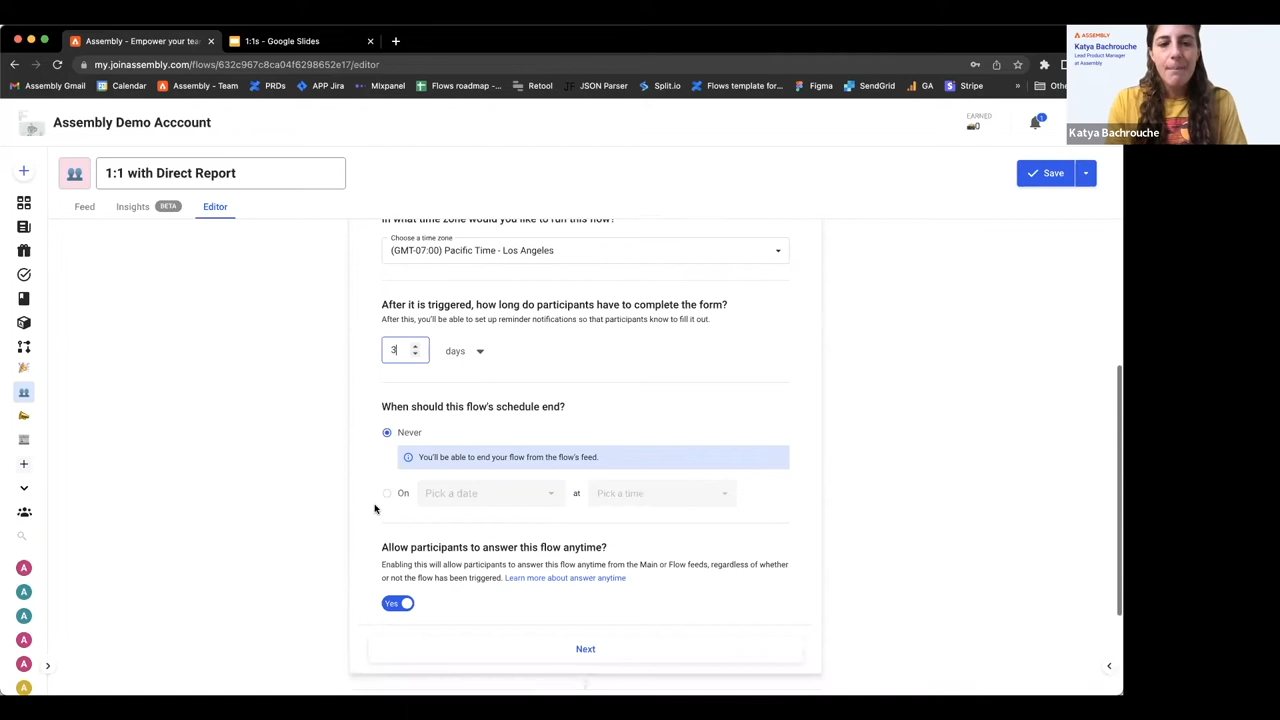 Assembly - Empower your tea
1:1s - Google Slides
my.joinassembly.com/flows/632c967c8ca04f6298652e17/edit
Assembly Gmail
Calendar
Assembly - Team
PRDs
APP Jira
Mixpanel
Flows roadmap -...
Retool
JSON Parser
Split.io
Flows template for...
Figma
SendGrid
GA
Stripe
Othe
ASSEMBLY
Katya Bachrouche
Lead Product Manager
at Assembly
Katya Bachrouche
Assembly Demo Acccount
EARNED
0
1
1:1 with Direct Report
Save
Feed
Insights BETA
Editor
In what time zone would you like to run this flow?
Choose a time zone
(GMT-07:00) Pacific Time - Los Angeles
After it is triggered, how long do participants have to complete the form?
After this, you'll be able to set up reminder notifications so that participants know to fill it out.
3 days
When should this flow's schedule end?
Never
You'll be able to end your flow from the flow's feed.
On Pick a date at Pick a time
Allow participants to answer this flow anytime?
Enabling this will allow participants to answer this flow anytime from the Main or Flow feeds, regardless of whether
or not the flow has been triggered. Learn more about answer anytime
Yes
Next
A
A
A
A
A
A